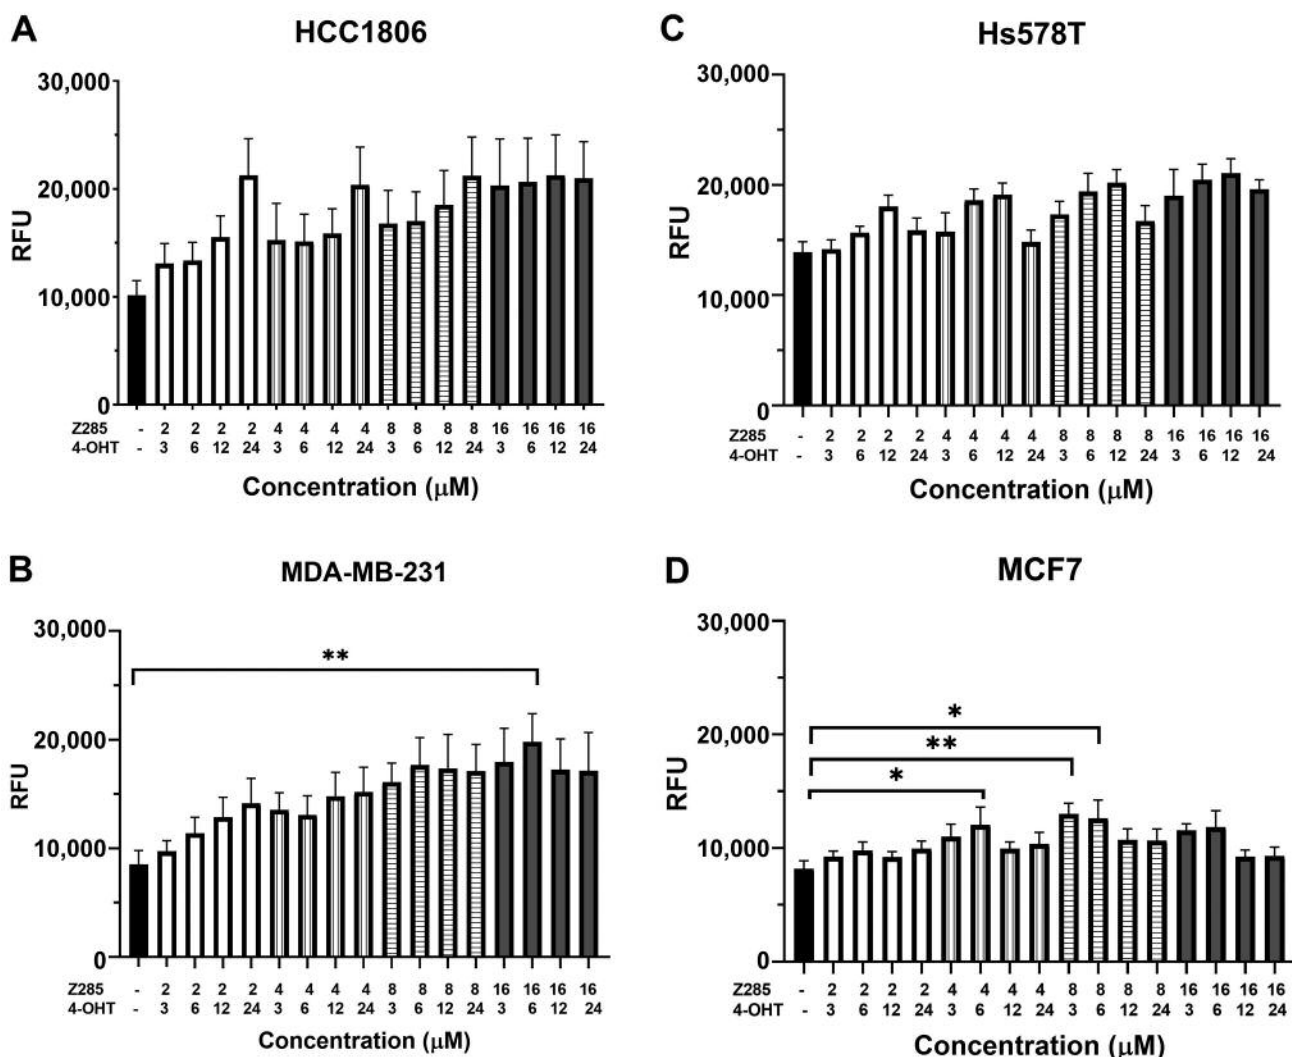 A
HCC1806
30,000
20,000
10,000
0
RFU
Z285 - 2 2 2 2 4 4 4 4 8 8 8 8 16 16 16 16
4-OHT - 3 6 12 24 3 6 12 24 3 6 12 24 3 6 12 24
Concentration (μM)
C
Hs578T
30,000
20,000
10,000
0
RFU
Z285 - 2 2 2 2 4 4 4 4 8 8 8 8 16 16 16 16
4-OHT - 3 6 12 24 3 6 12 24 3 6 12 24 3 6 12 24
Concentration (μM)
B
MDA-MB-231
30,000
20,000
10,000
0
RFU
**
Z285 - 2 2 2 2 4 4 4 4 8 8 8 8 16 16 16 16
4-OHT - 3 6 12 24 3 6 12 24 3 6 12 24 3 6 12 24
Concentration (μM)
D
MCF7
30,000
20,000
10,000
0
RFU
*
**
*
Z285 - 2 2 2 2 4 4 4 4 8 8 8 8 16 16 16 16
4-OHT - 3 6 12 24 3 6 12 24 3 6 12 24 3 6 12 24
Concentration (μM)